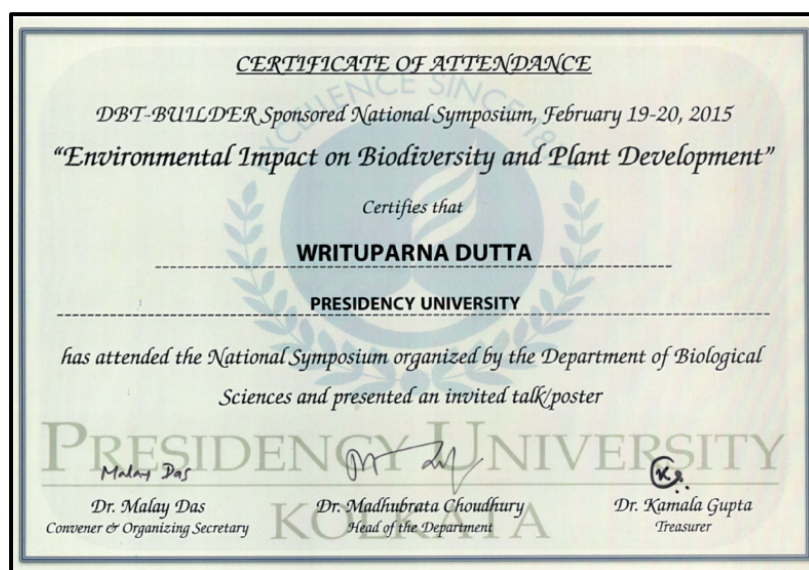 CERTIFICATE OF ATTENDANCE
EXCELLENCE SINCE 18
DBT-BUILDER Sponsored National Symposium, February 19-20, 2015
"Environmental Impact on Biodiversity and Plant Development"
Certifies that
WRITUPARNA DUTTA
PRESIDENCY UNIVERSITY
has attended the National Symposium organized by the Department of Biological
Sciences and presented an invited talk/poster
PRESIDENCY UNIVERSITY
KOLKATA
Malay Das
Dr. Malay Das
Dr. Madhubrata Choudhury
Dr. Kamala Gupta
Convener & Organizing Secretary
Head of the Department
Treasurer